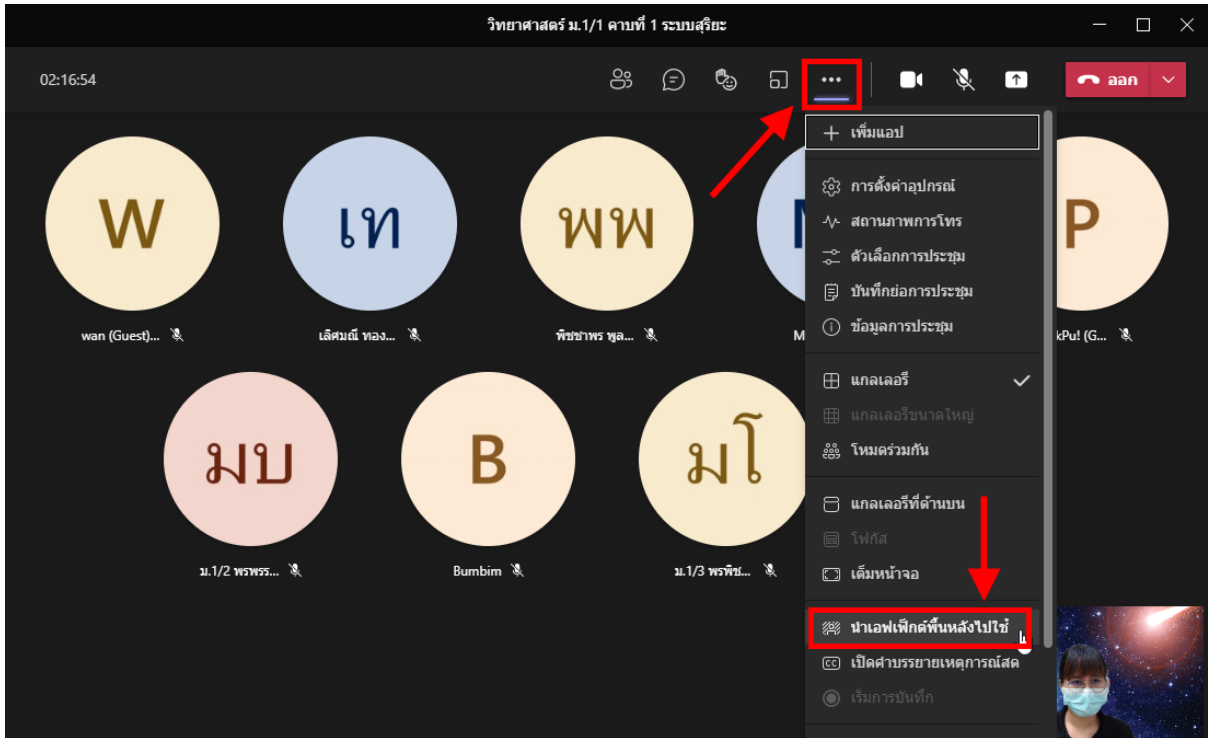 วิทยาศาสตร์ ม.1/1 คาบที่ 1 ระบบสุริยะ
02:16:54
ออก
เพิ่มแอป
การตั้งค่าอุปกรณ์
สถานภาพการโทร
ตัวเลือกการประชุม
บันทึกย่อการประชุม
ข้อมูลการประชุม
แกลเลอรี
แกลเลอรีขนาดใหญ่
โหมดร่วมกัน
แกลเลอรีที่ด้านบน
โฟกัส
เต็มหน้าจอ
นำเอฟเฟ็กต์พื้นหลังไปใช้
CC เปิดคำบรรยายเหตุการณ์สด
เริ่มการบันทึก
W
เท
พพ
P
wan (Guest)...
เลิศมณี ทอง...
พิชชาพร พูล...
M
kPu! (G...
มบ
B
มโ
ม.1/2 พรพรร...
Bumbim
ม.1/3 พรพิช...